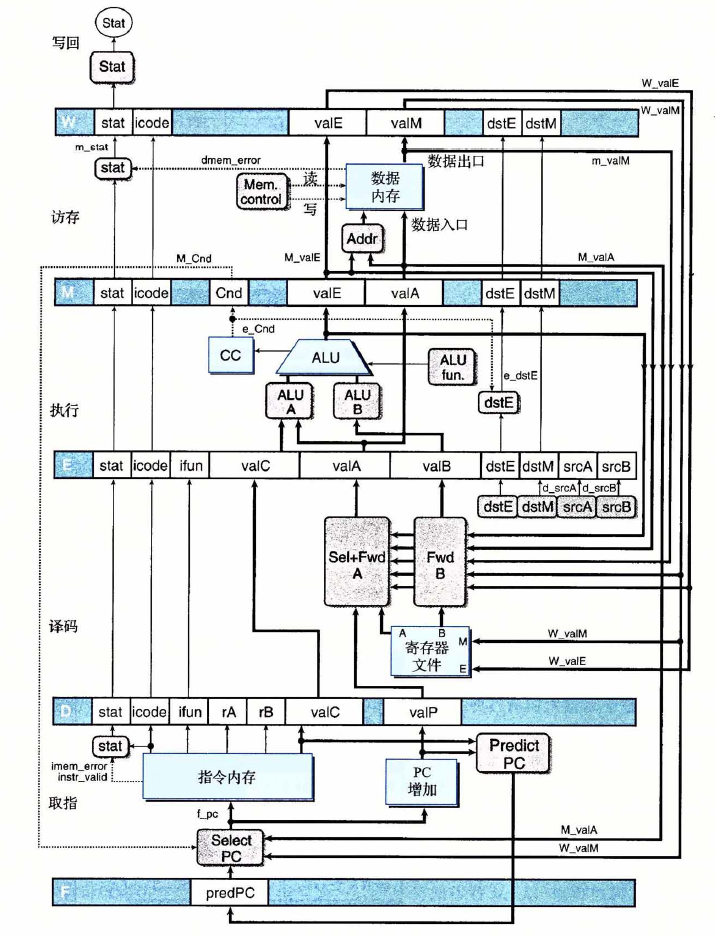 Stat
写回
Stat
W_valE
W stat icode valE valM dstE dstM
W_valM
m_stat
数据出口
stat
dmem_error
m_valM
读
数据
内存
Mem.
control
写
访存
数据入口
Addr
M_Cnd
M_valE
M_valA
M stat icode Cnd valE valA dstE dstM
e_Cnd
CC
ALU
ALU
fun.
e_dstE
ALU
A
ALU
B
dstE
执行
E stat icode ifun valC valA valB dstE dstM srcA srcB
d_srcA d_srcB
dstE dstM srcA srcB
Sel+Fwd
A
Fwd
B
译码
A B
M
E
寄存器
文件
W_valM
W_valE
D stat icode ifun rA rB valC valP
stat
Predict
PC
imem_error
instr_valid
指令内存
PC
增加
取指
f_pc
M_valA
Select
PC
W_valM
F predPC